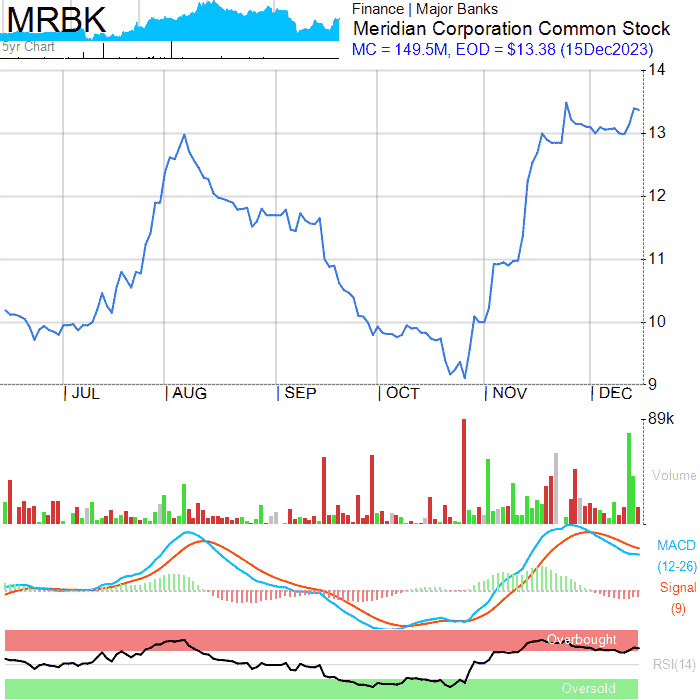 MRBK
5yr Chart
Finance | Major Banks
Meridian Corporation Common Stock
MC = 149.5M, EOD = $13.38 (15Dec2023)
14
13
12
11
10
9
JUL
AUG
SEP
OCT
NOV
DEC
89k
Volume
MACD
(12-26)
Signal
(9)
Overbought
RSI(14)
Oversold